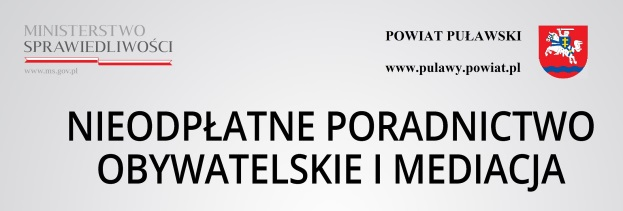 MINISTERSTWO
SPRAWIEDLIWOŚCI
www.ms.gov.pl
POWIAT PUŁAWSKI
www.pulawy.powiat.pl
NIEODPŁATNE PORADNICTWO
OBYWATELSKIE I MEDIACJA